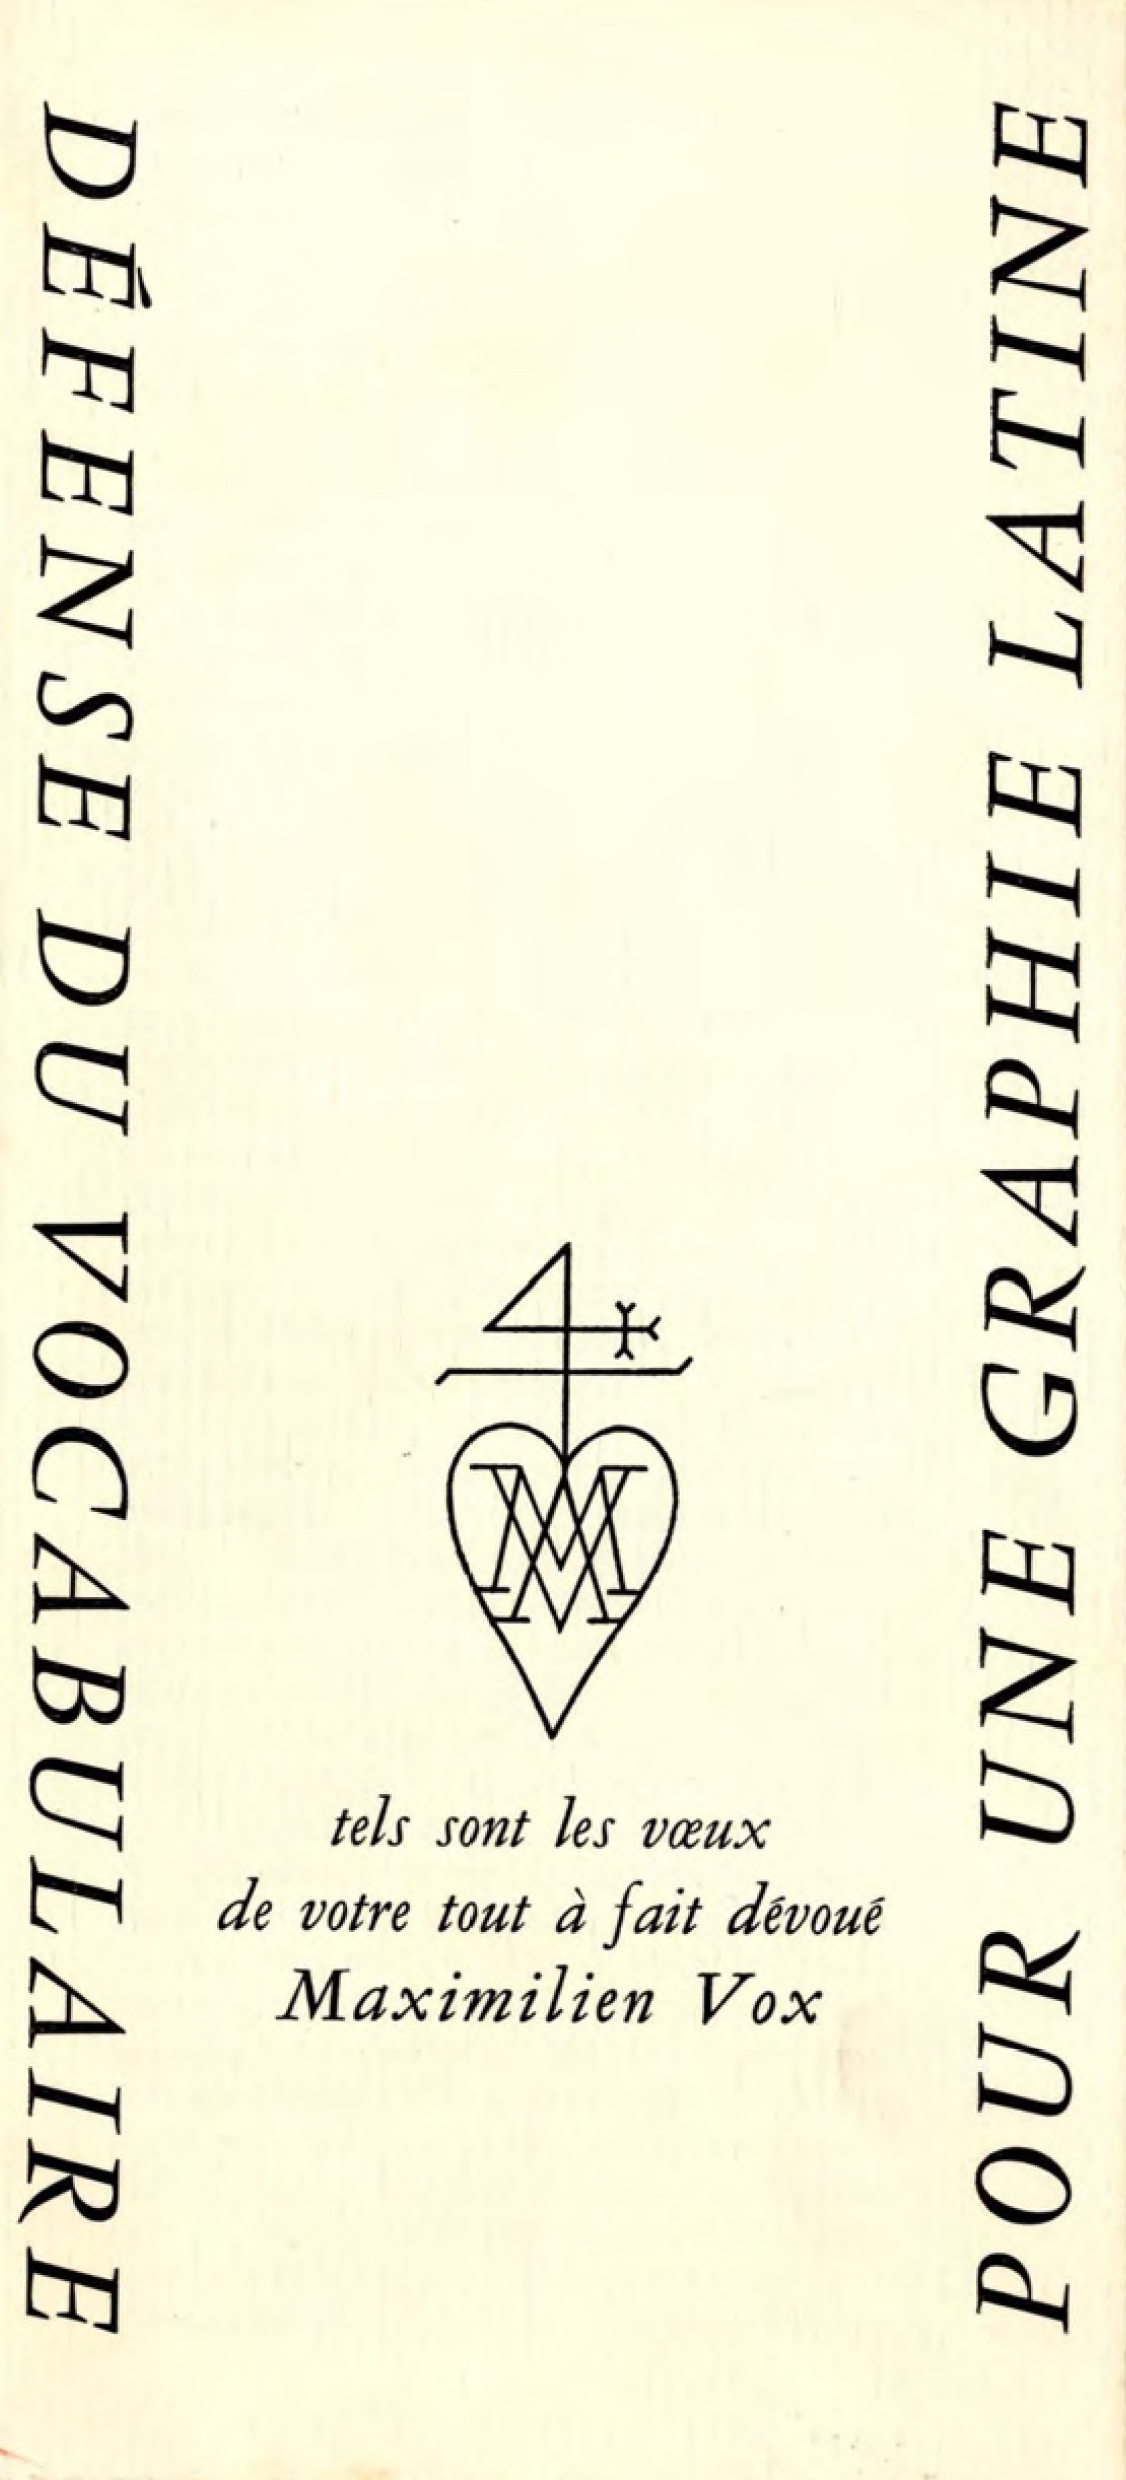 DÉFENSE DU VOCABULAIRE
POUR UNE GRAPHIE LATINE
tels sont les vœux
de votre tout à fait dévoué
Maximilien Vox